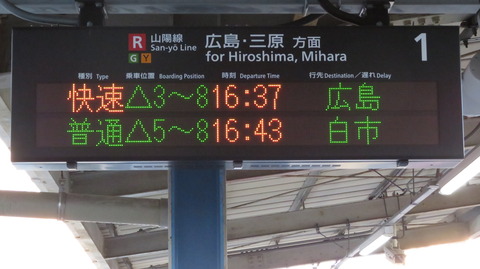 R 山陽線 広島・三原 方面 1
G Y San-yō Line for Hiroshima, Mihara
種別 Type 乗車位置 Boarding Position 時刻 Departure Time 行先 Destination／遅れ Delay
快速 △3～8 16:37 広島
普通 △5～8 16:43 白市